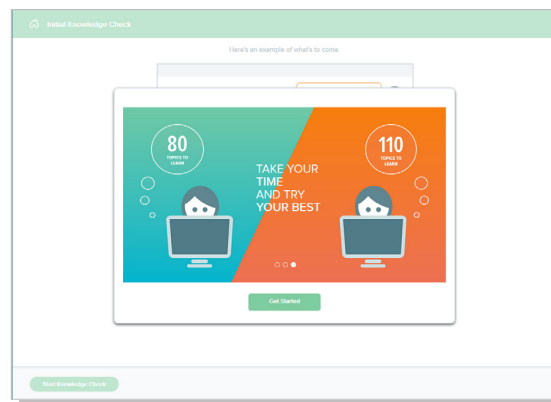 Initial Knowledge Check
Here's an example of what's to come.
80
TOPICS TO
LEARN
110
TOPICS TO
LEARN
TAKE YOUR
TIME
AND TRY
YOUR BEST
Get Started
Start Knowledge Check